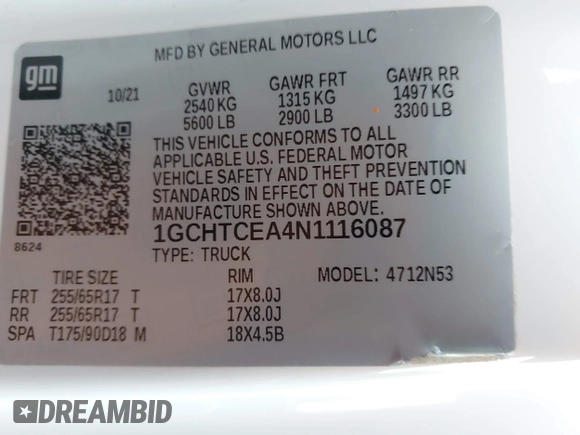 gm
MFD BY GENERAL MOTORS LLC
10/21 GVWR GAWR FRT GAWR RR
2540 KG 1315 KG 1497 KG
5600 LB 2900 LB 3300 LB
THIS VEHICLE CONFORMS TO ALL
APPLICABLE U.S. FEDERAL MOTOR
VEHICLE SAFETY AND THEFT PREVENTION
STANDARDS IN EFFECT ON THE DATE OF
MANUFACTURE SHOWN ABOVE.
8624
1GCHTCEA4N1116087
TYPE: TRUCK MODEL: 4712N53
TIRE SIZE RIM
FRT 255/65R17 T 17X8.0J
RR 255/65R17 T 17X8.0J
SPA T175/90D18 M 18X4.5B
DREAMBID